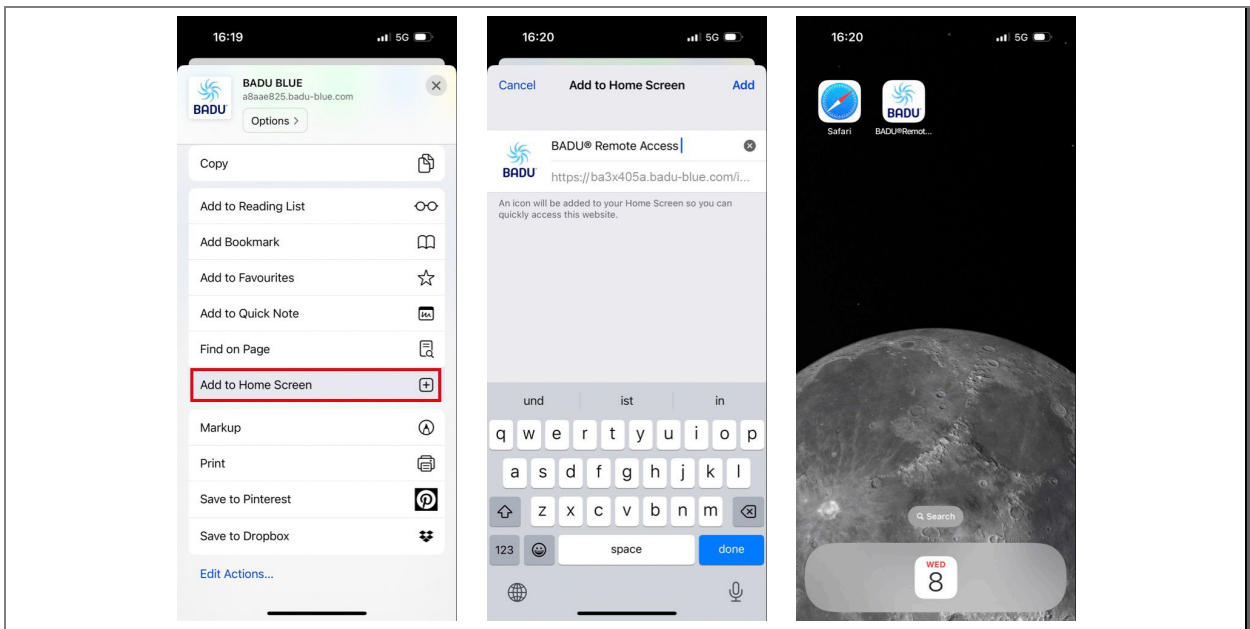 16:19
5G
BADU BLUE
a8aae825.badu-blue.com
BADU
Options >
Copy
Add to Reading List
Add Bookmark
Add to Favourites
Add to Quick Note
Find on Page
Add to Home Screen
Markup
Print
Save to Pinterest
Save to Dropbox
Edit Actions...
16:20
5G
Cancel Add to Home Screen Add
BADU® Remote Access
BADU
https://ba3x405a.badu-blue.com/i...
An icon will be added to your Home Screen so you can
quickly access this website.
und ist in
q w e r t y u i o p
a s d f g h j k l
z x c v b n m
123 space done
16:20
5G
BADU
Safari BADU®Remot...
Search
WED
8